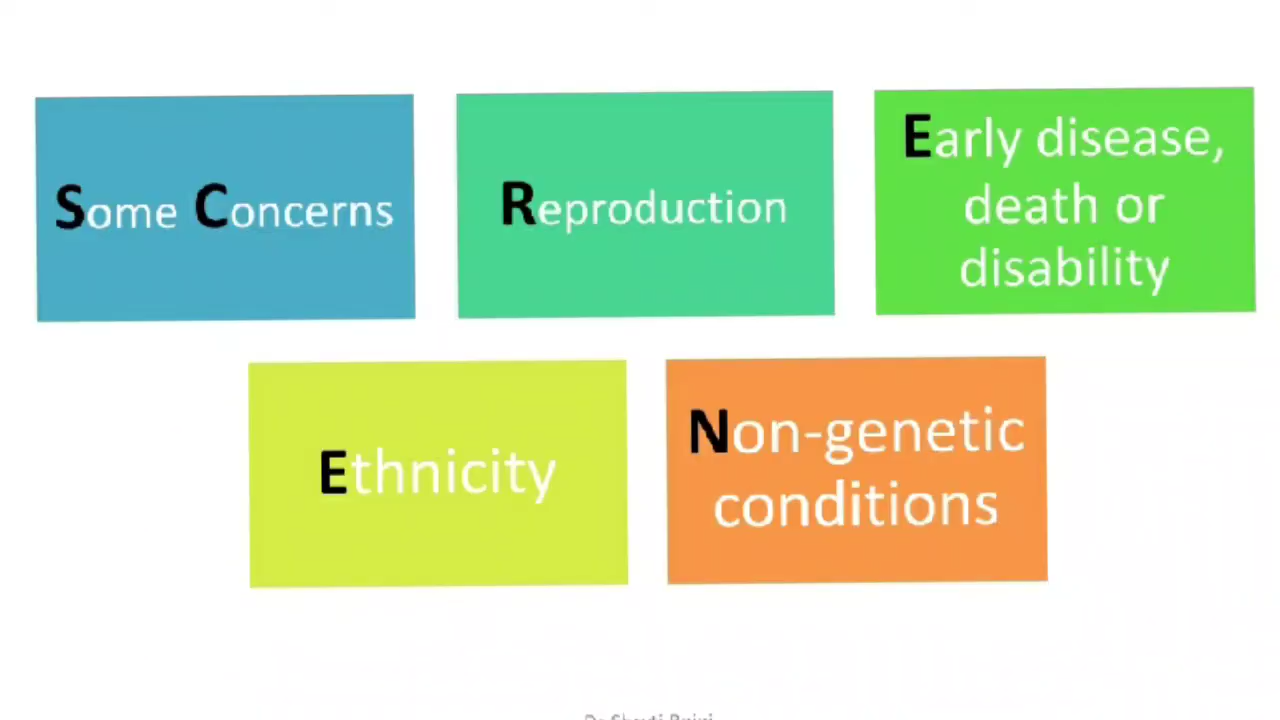 Some Concerns
Reproduction
Early disease,
death or
disability
Ethnicity
Non-genetic
conditions